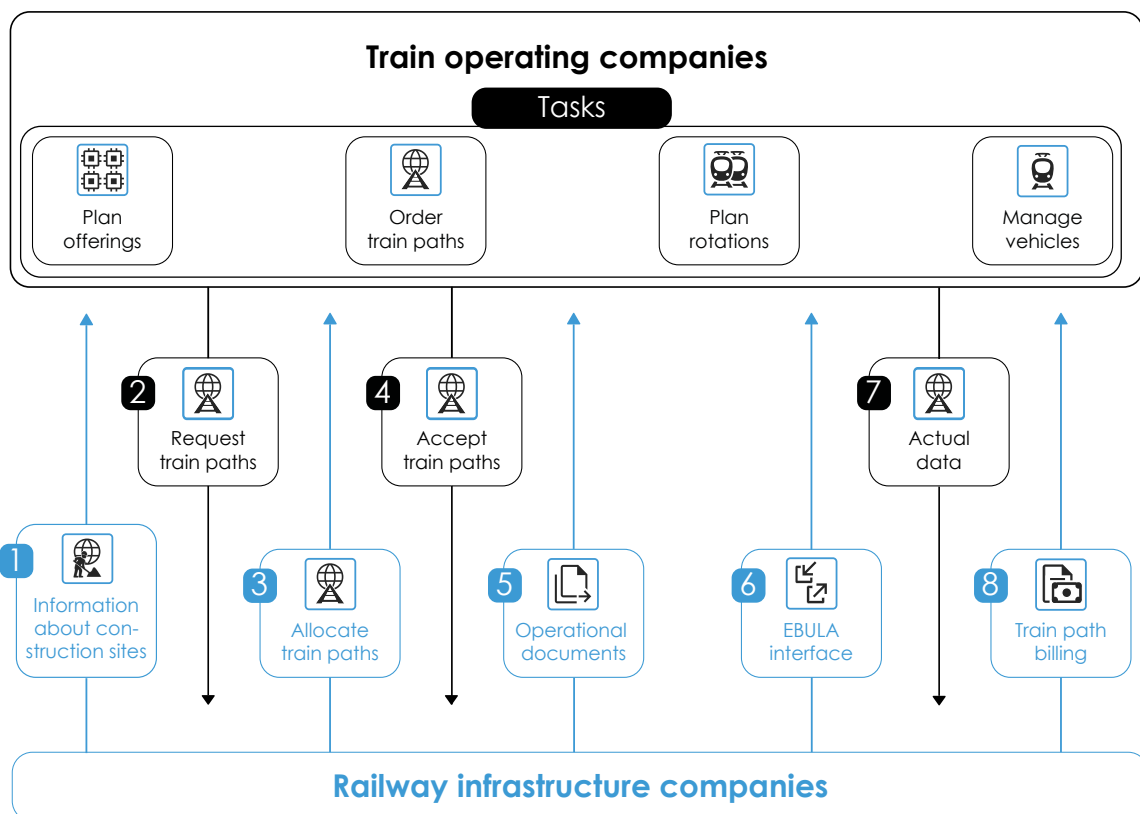 Train operating companies
Tasks
Plan
offerings
Order
train paths
Plan
rotations
Manage
vehicles
2
Request
train paths
4
Accept
train paths
7
Actual
data
1
Information
about con-
struction sites
3
Allocate
train paths
5
Operational
documents
6
EBULA
interface
8
Train path
billing
Railway infrastructure companies